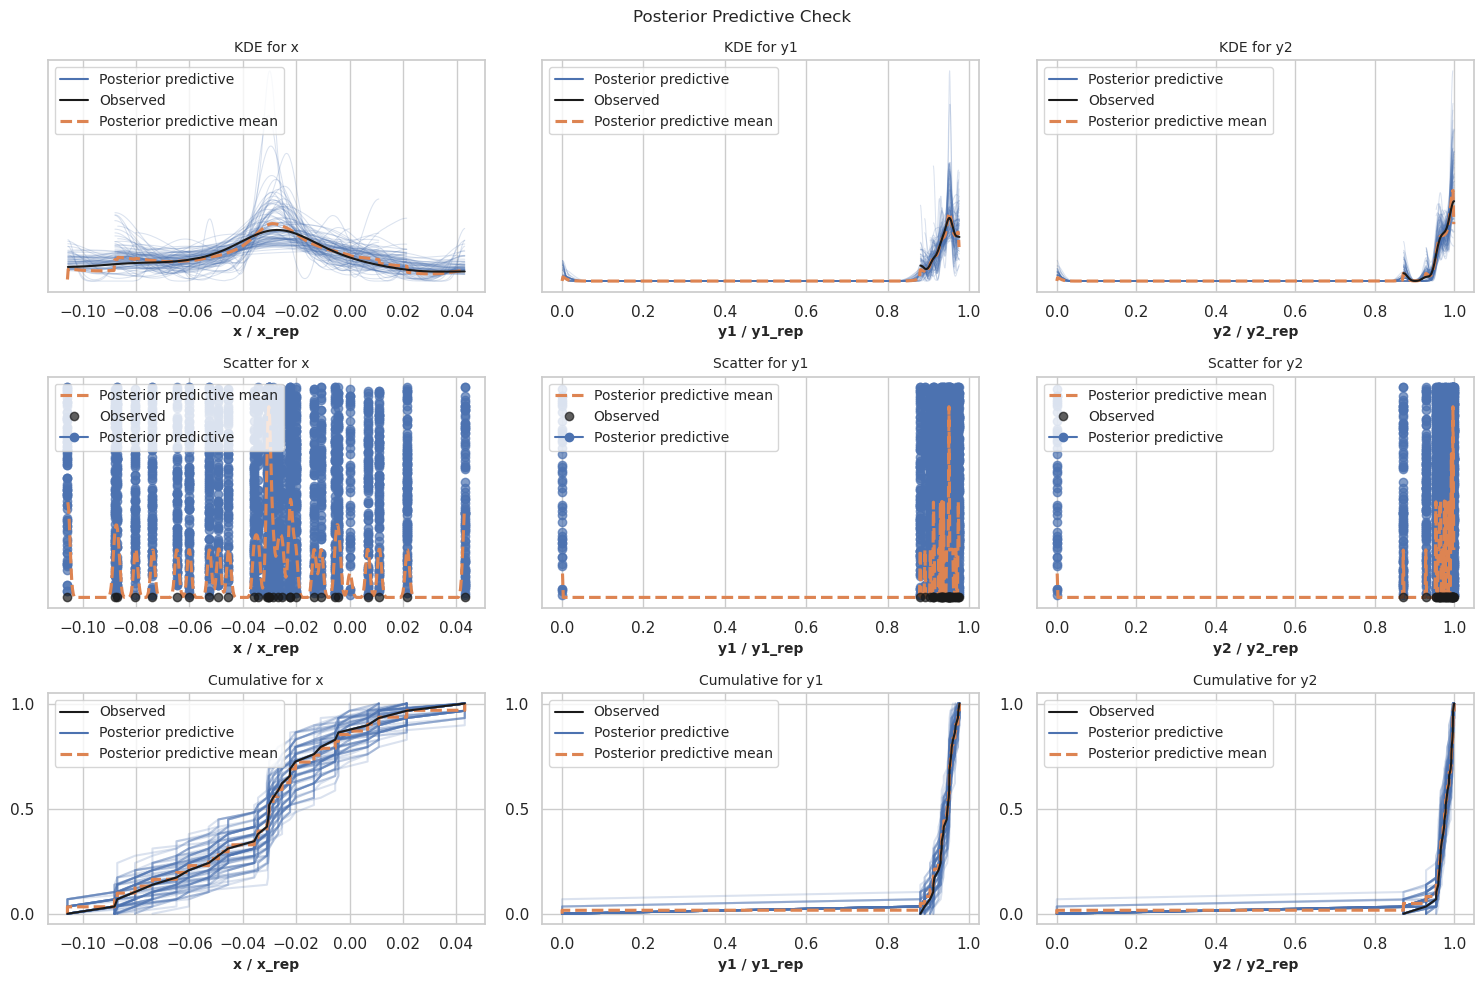 Posterior Predictive Check
KDE for x
Posterior predictive
Observed
Posterior predictive mean
−0.10 −0.08 −0.06 −0.04 −0.02 0.00 0.02 0.04
x / x_rep
KDE for y1
Posterior predictive
Observed
Posterior predictive mean
0.0 0.2 0.4 0.6 0.8 1.0
y1 / y1_rep
KDE for y2
Posterior predictive
Observed
Posterior predictive mean
0.0 0.2 0.4 0.6 0.8 1.0
y2 / y2_rep
Scatter for x
Posterior predictive mean
Observed
Posterior predictive
−0.10 −0.08 −0.06 −0.04 −0.02 0.00 0.02 0.04
x / x_rep
Scatter for y1
Posterior predictive mean
Observed
Posterior predictive
0.0 0.2 0.4 0.6 0.8 1.0
y1 / y1_rep
Scatter for y2
Posterior predictive mean
Observed
Posterior predictive
0.0 0.2 0.4 0.6 0.8 1.0
y2 / y2_rep
Cumulative for x
1.0
0.5
0.0
Observed
Posterior predictive
Posterior predictive mean
−0.10 −0.08 −0.06 −0.04 −0.02 0.00 0.02 0.04
x / x_rep
Cumulative for y1
1.0
0.5
0.0
Observed
Posterior predictive
Posterior predictive mean
0.0 0.2 0.4 0.6 0.8 1.0
y1 / y1_rep
Cumulative for y2
1.0
0.5
0.0
Observed
Posterior predictive
Posterior predictive mean
0.0 0.2 0.4 0.6 0.8 1.0
y2 / y2_rep